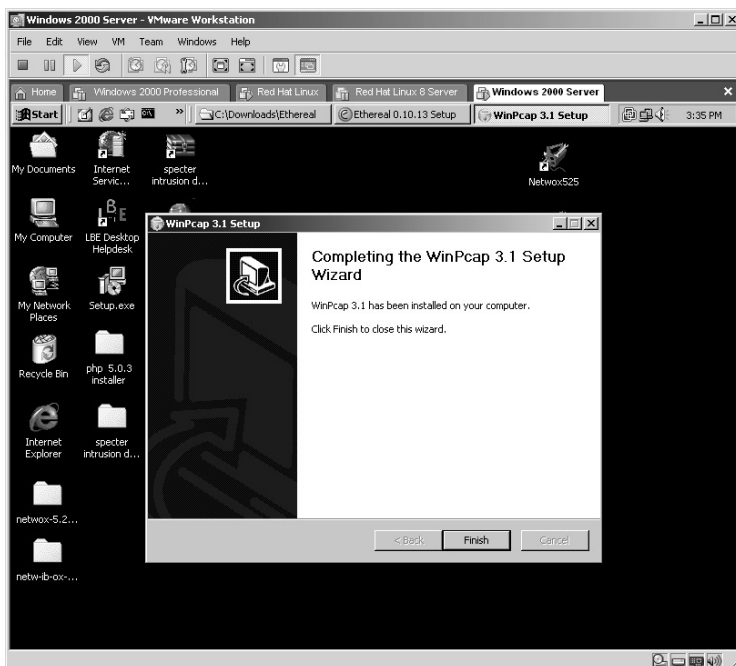 Windows 2000 Server - VMware Workstation
File Edit View VM Team Windows Help
Home Windows 2000 Professional Red Hat Linux Red Hat Linux 8 Server Windows 2000 Server
Start » C:\Downloads\Ethereal Ethereal 0.10.13 Setup WinPcap 3.1 Setup 3:35 PM
My Documents
Internet
Servic...
specter
intrusion d...
Netwox525
My Computer
LBE Desktop
Helpdesk
My Network
Places
Setup.exe
Recycle Bin
php 5.0.3
installer
Internet
Explorer
specter
intrusion d...
netwox-5.2...
netw-ib-ox-...
WinPcap 3.1 Setup
Completing the WinPcap 3.1 Setup
Wizard
WinPcap 3.1 has been installed on your computer.
Click Finish to close this wizard.
< Back Finish Cancel